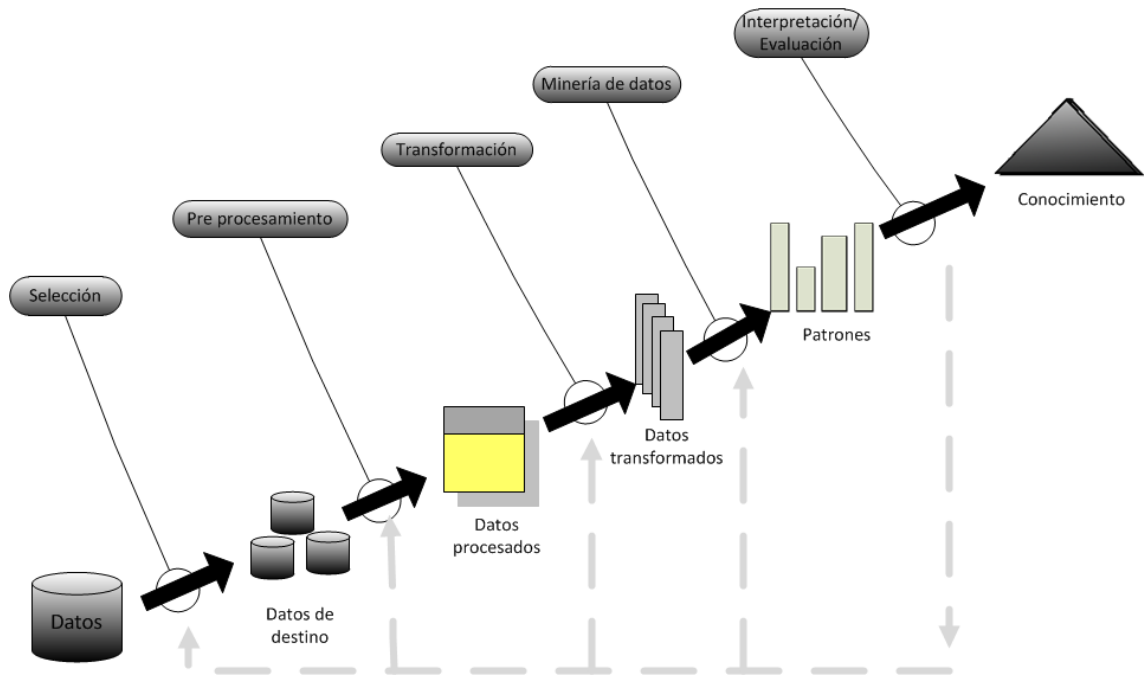 Interpretación/
Evaluación
Minería de datos
Transformación
Conocimiento
Pre procesamiento
Selección
Patrones
Datos
transformados
Datos
procesados
Datos de
destino
Datos